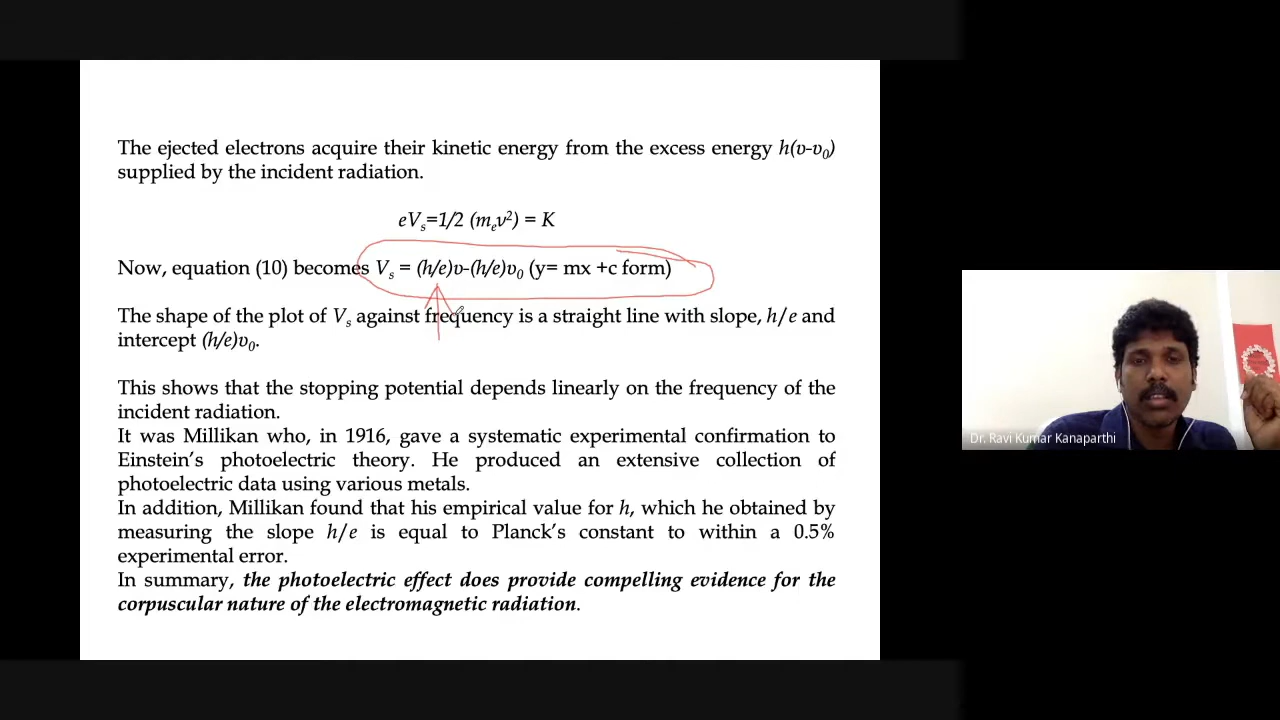 The ejected electrons acquire their kinetic energy from the excess energy h(υ-υ₀)
supplied by the incident radiation.
eVₛ=1/2 (mₑv²) = K
Now, equation (10) becomes Vₛ = (h/e)υ-(h/e)υ₀ (y= mx +c form)
The shape of the plot of Vₛ against frequency is a straight line with slope, h/e and
intercept (h/e)υ₀.
This shows that the stopping potential depends linearly on the frequency of the
incident radiation.
It was Millikan who, in 1916, gave a systematic experimental confirmation to
Einstein’s photoelectric theory. He produced an extensive collection of
photoelectric data using various metals.
In addition, Millikan found that his empirical value for h, which he obtained by
measuring the slope h/e is equal to Planck’s constant to within a 0.5%
experimental error.
In summary, the photoelectric effect does provide compelling evidence for the
corpuscular nature of the electromagnetic radiation.
Dr. Ravi Kumar Kanaparthi